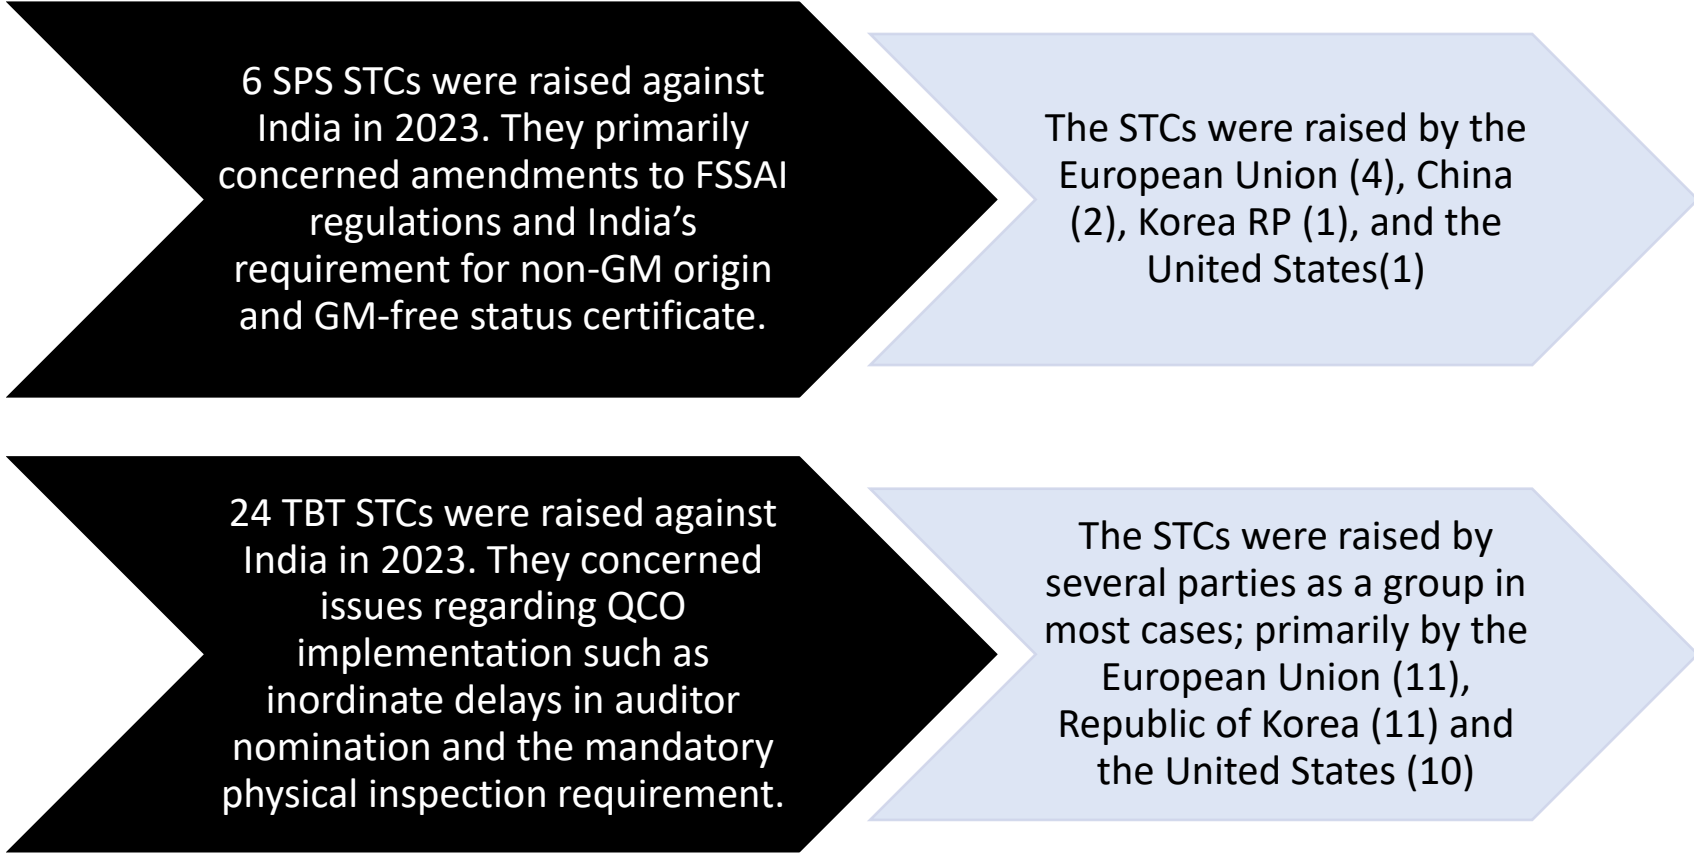 6 SPS STCs were raised against
India in 2023. They primarily
concerned amendments to FSSAI
regulations and India’s
requirement for non-GM origin
and GM-free status certificate.
The STCs were raised by the
European Union (4), China
(2), Korea RP (1), and the
United States(1)
24 TBT STCs were raised against
India in 2023. They concerned
issues regarding QCO
implementation such as
inordinate delays in auditor
nomination and the mandatory
physical inspection requirement.
The STCs were raised by
several parties as a group in
most cases; primarily by the
European Union (11),
Republic of Korea (11) and
the United States (10)